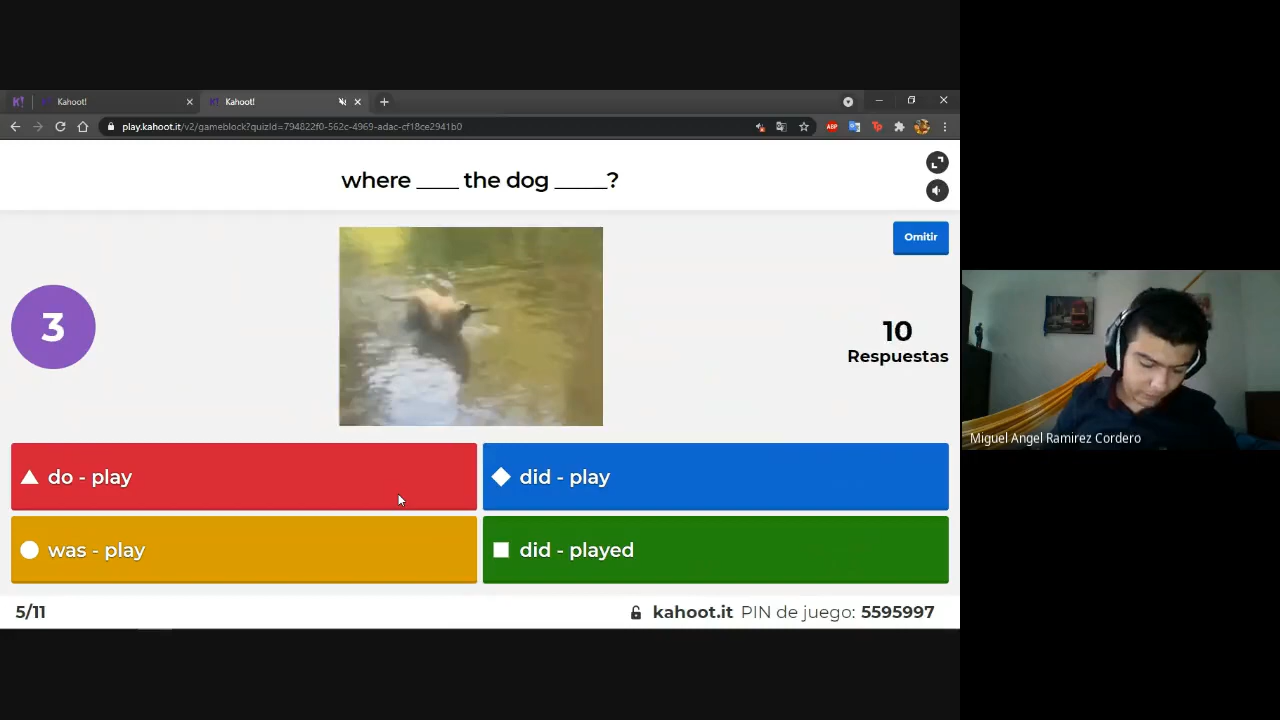 K! Kahoot!
Kahoot!
play.kahoot.it/v2/gameblock?quizId=794822f0-562c-4969-adac-cf18ce2941b0
ABP
where ____ the dog _____?
Omitir
3
10
Respuestas
do - play
did - play
was - play
did - played
Miguel Angel Ramirez Cordero
5/11
kahoot.it PIN de juego: 5595997